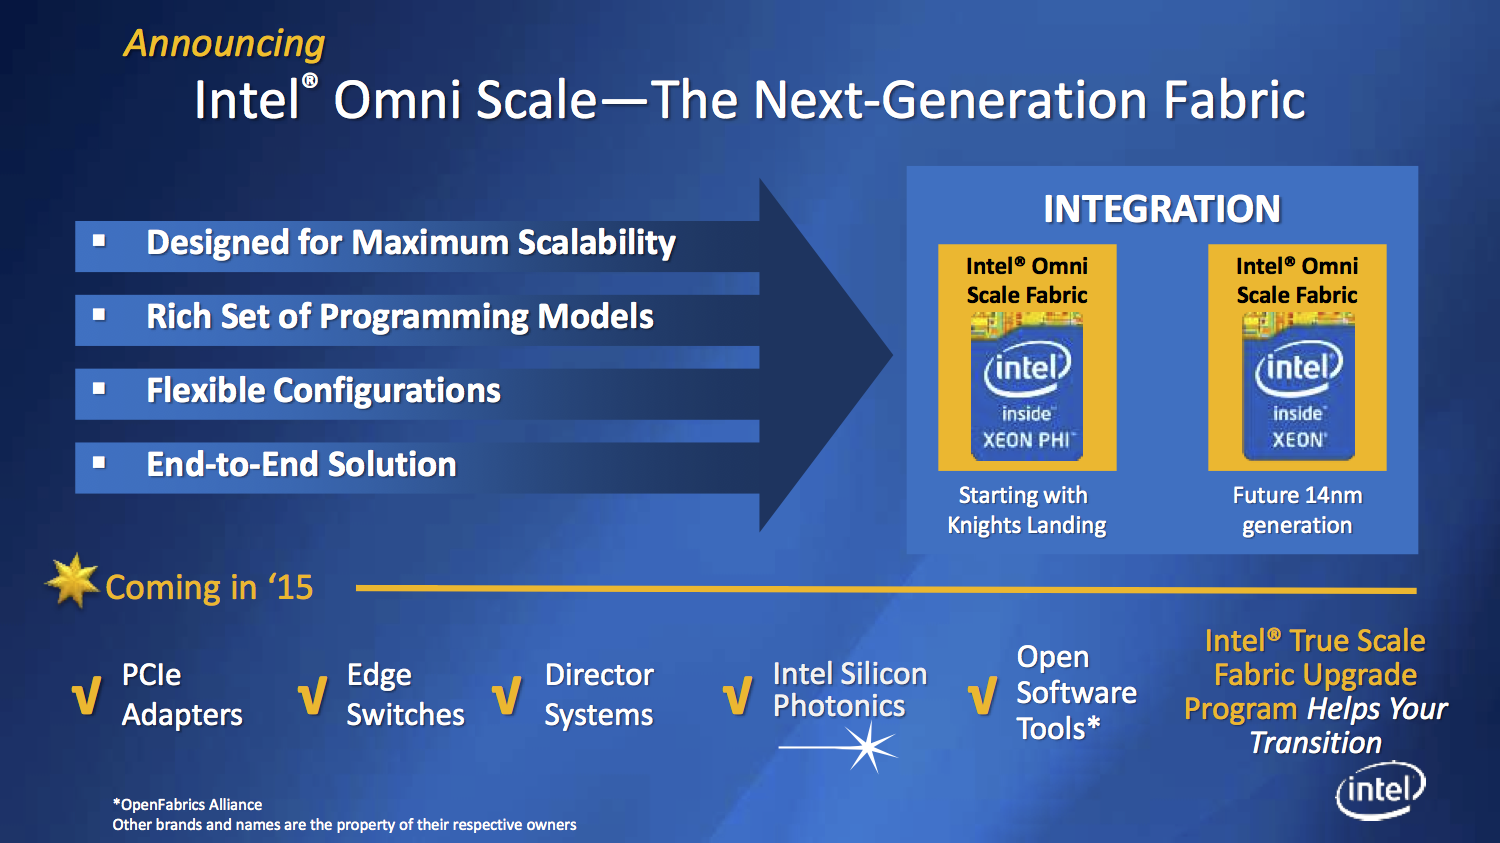 Announcing
Intel® Omni Scale—The Next-Generation Fabric
▪ Designed for Maximum Scalability
▪ Rich Set of Programming Models
▪ Flexible Configurations
▪ End-to-End Solution
INTEGRATION
Intel® Omni
Scale Fabric
intel
inside™
XEON PHI™
Starting with
Knights Landing
Intel® Omni
Scale Fabric
intel
inside™
XEON®
Future 14nm
generation
Coming in ‘15
√ PCIe
Adapters
√ Edge
Switches
√ Director
Systems
√ Intel Silicon
Photonics
√ Open
Software
Tools*
Intel® True Scale
Fabric Upgrade
Program Helps Your
Transition
intel
*OpenFabrics Alliance
Other brands and names are the property of their respective owners